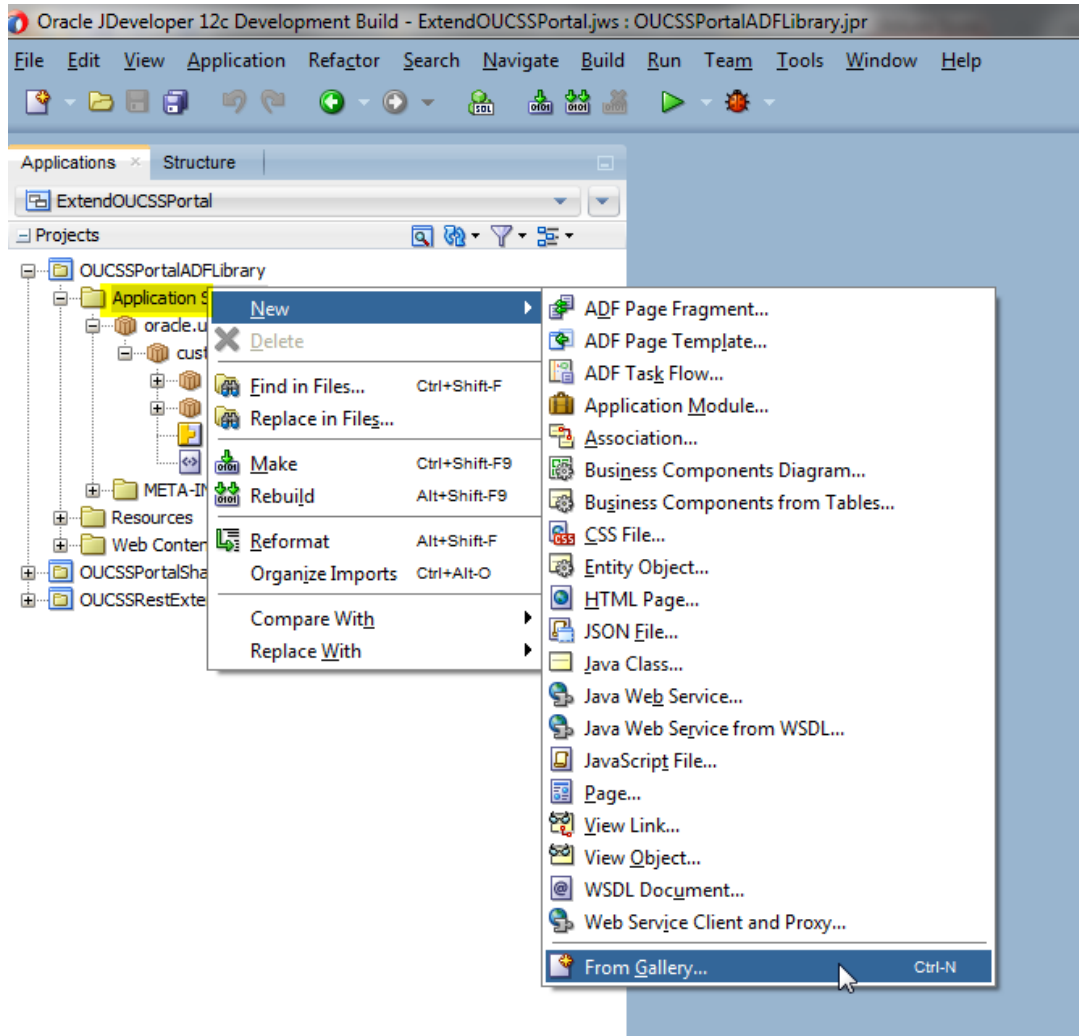 Oracle JDeveloper 12c Development Build - ExtendOUCSSPortal.jws : OUCSSPortalADFLibrary.jpr
File Edit View Application Refactor Search Navigate Build Run Team Tools Window Help
Applications × Structure
ExtendOUCSSPortal
Projects
OUCSSPortalADFLibrary
Application S
oracle.u
cust
META-IN
Resources
Web Conten
OUCSSPortalSha
OUCSSRestExte
New
Delete
Find in Files... Ctrl+Shift-F
Replace in Files...
Make Ctrl+Shift-F9
Rebuild Alt+Shift-F9
Reformat Alt+Shift-F
Organize Imports Ctrl+Alt-O
Compare With
Replace With
ADF Page Fragment...
ADF Page Template...
ADF Task Flow...
Application Module...
Association...
Business Components Diagram...
Business Components from Tables...
CSS File...
Entity Object...
HTML Page...
JSON File...
Java Class...
Java Web Service...
Java Web Service from WSDL...
JavaScript File...
Page...
View Link...
View Object...
WSDL Document...
Web Service Client and Proxy...
From Gallery... Ctrl-N